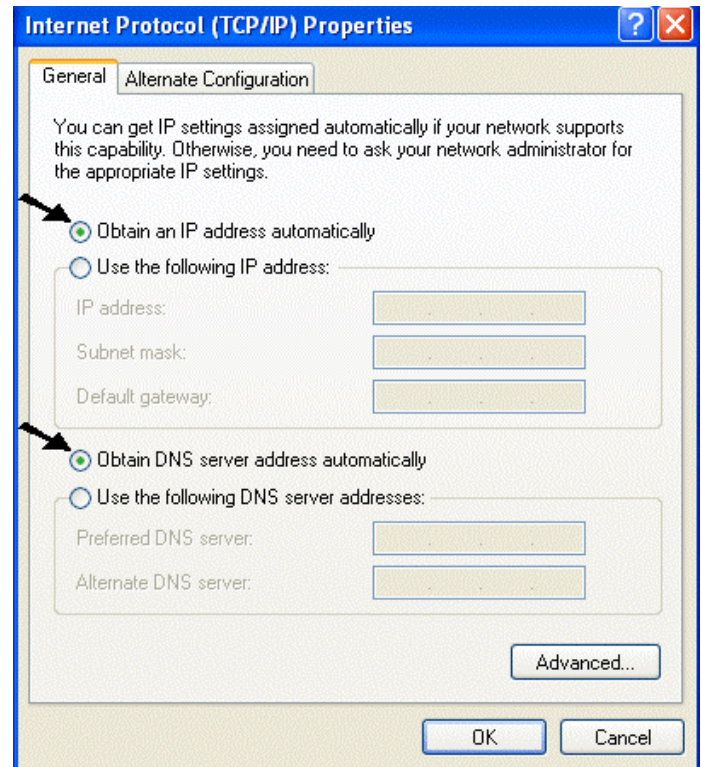 Internet Protocol (TCP/IP) Properties
General
Alternate Configuration
You can get IP settings assigned automatically if your network supports
this capability. Otherwise, you need to ask your network administrator for
the appropriate IP settings.
Obtain an IP address automatically
Use the following IP address:
IP address:
Subnet mask:
Default gateway:
Obtain DNS server address automatically
Use the following DNS server addresses:
Preferred DNS server:
Alternate DNS server:
Advanced...
OK
Cancel